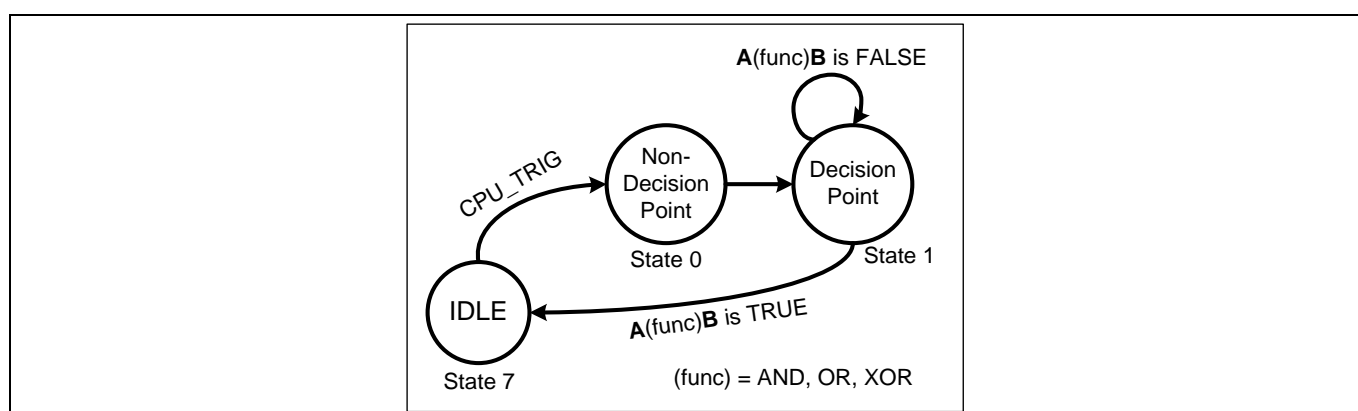 A(func)B is FALSE
CPU_TRIG
Non-
Decision
Point
Decision
Point
State 0
State 1
IDLE
A(func)B is TRUE
State 7
(func) = AND, OR, XOR